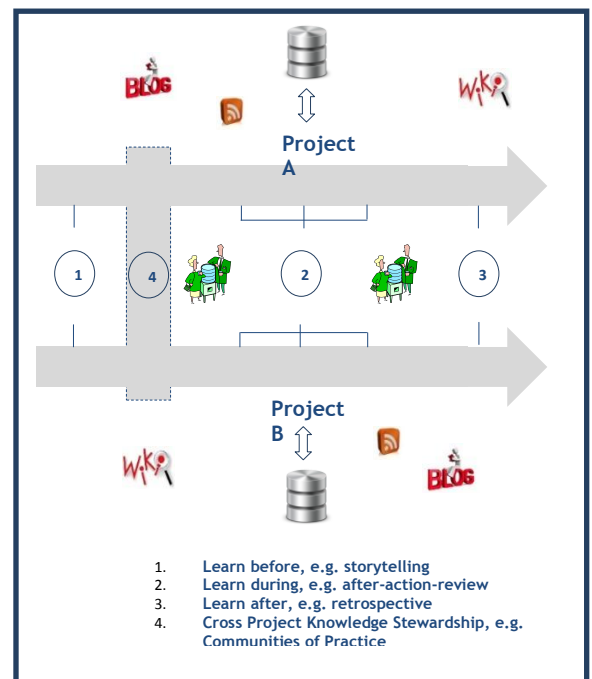 BLOG
Wiki
Project
A
1
4
2
3
Project
B
Wiki
BLOG
1. Learn before, e.g. storytelling
2. Learn during, e.g. after-action-review
3. Learn after, e.g. retrospective
4. Cross Project Knowledge Stewardship, e.g.
Communities of Practice